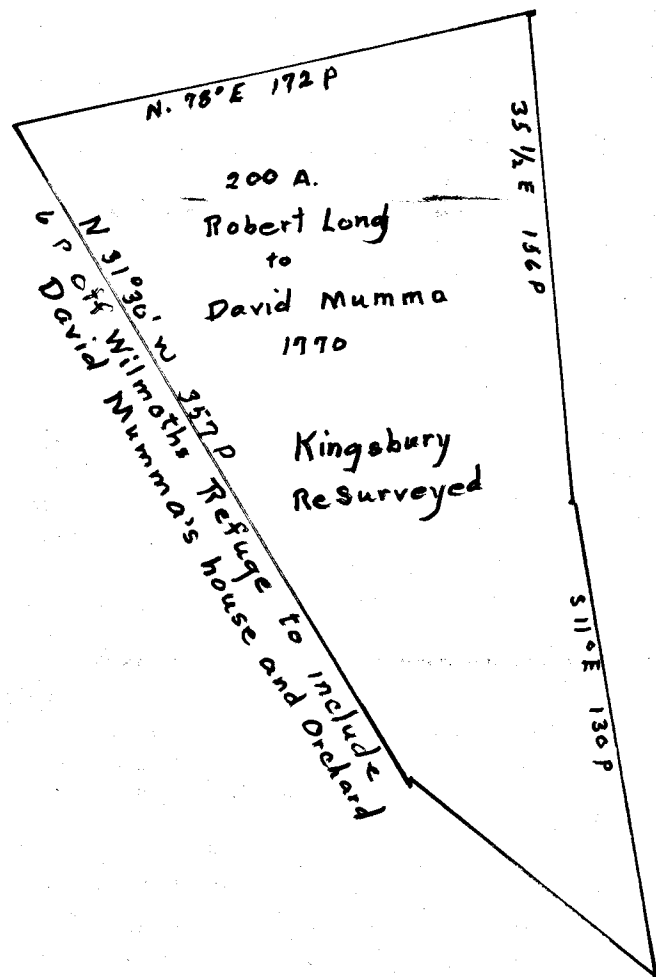 N. 78° E 172 P
35 1/2 E 156 P
200 A.
Robert Long
to
David Mumma
1770
N 31°30' W 357 P
6 P off Wilmoths Refuge to include
David Mumma's house and Orchard
Kingsbury
ReSurveyed
S 11° E 130 P